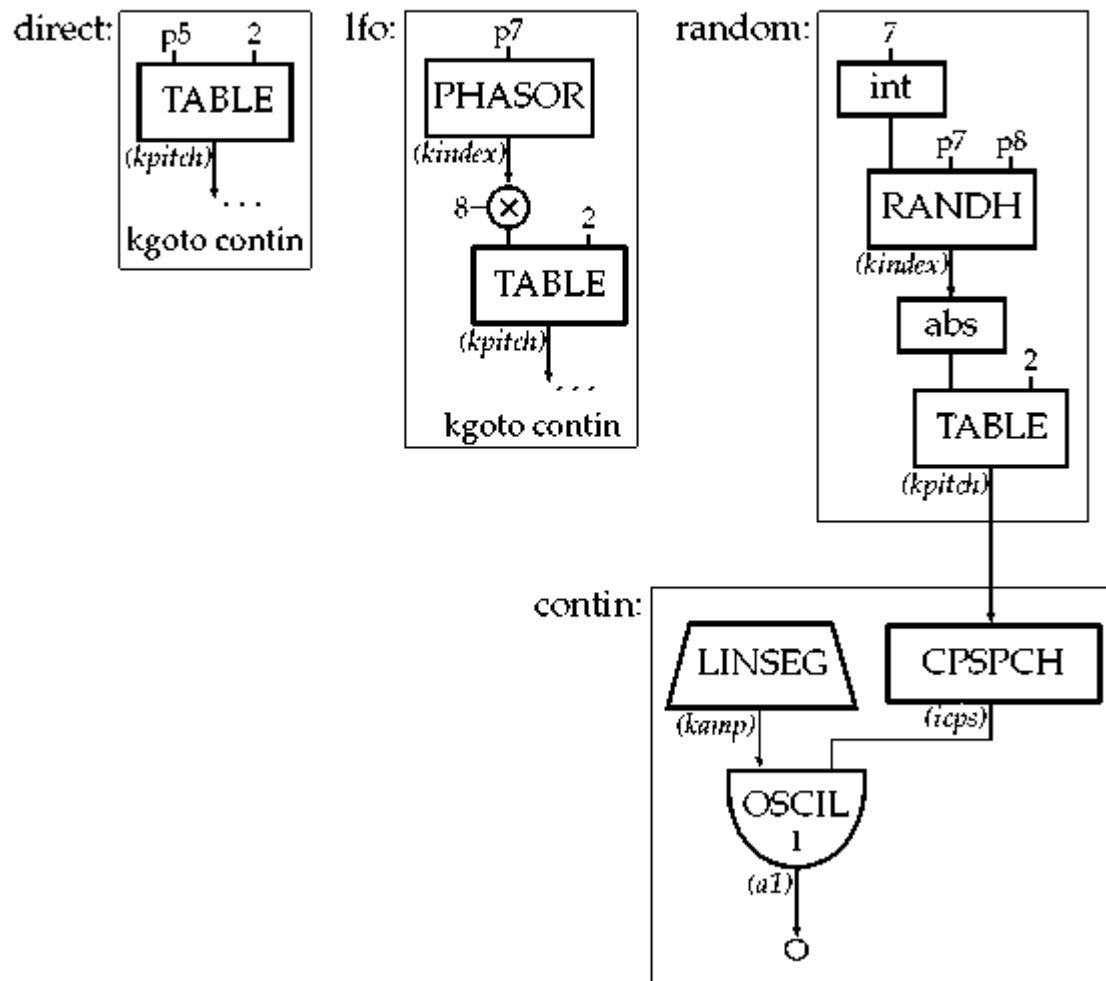 direct:
p5 2
TABLE
(kpitch)
. . .
kgoto contin
lfo:
p7
PHASOR
(kindex)
8 ×
2
TABLE
(kpitch)
. . .
kgoto contin
random:
7
int
p7 p8
RANDH
(kindex)
abs
2
TABLE
(kpitch)
contin:
LINSEG
CPSPCH
(kamp)
(icps)
OSCIL
1
(a1)